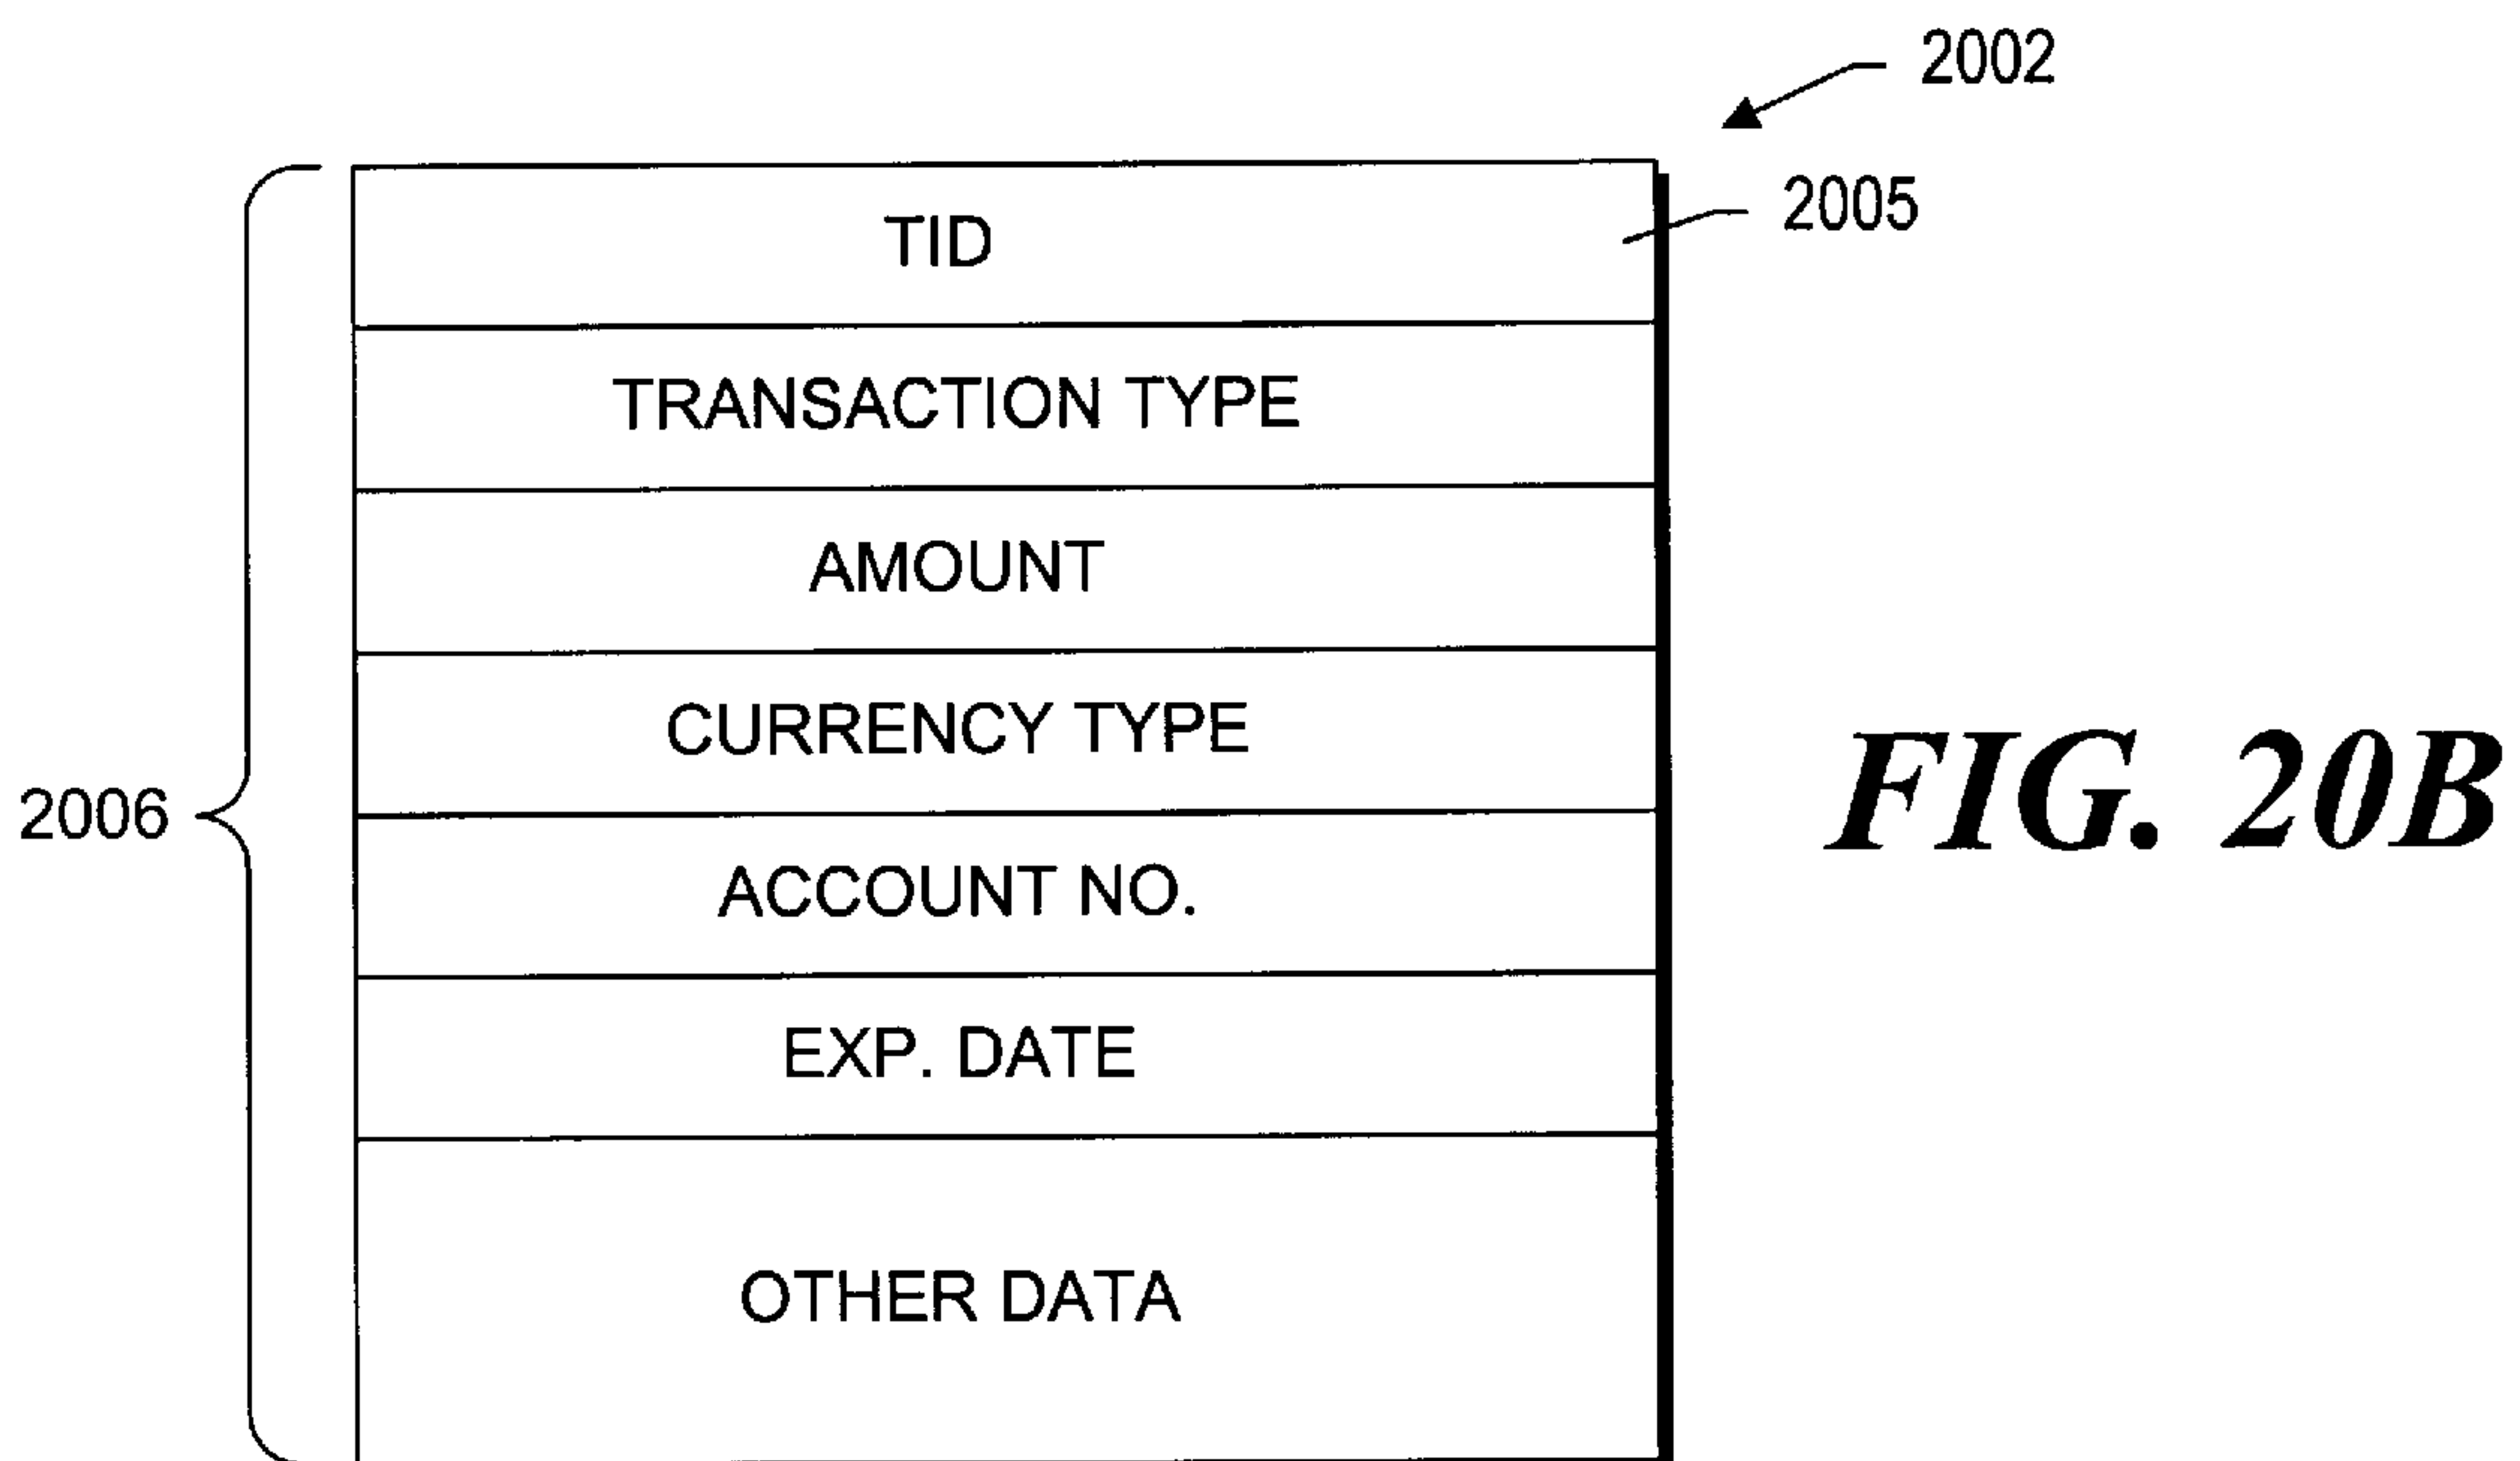 2002
2005
TID
TRANSACTION TYPE
AMOUNT
CURRENCY TYPE
2006
FIG. 20B
ACCOUNT NO.
EXP. DATE
OTHER DATA